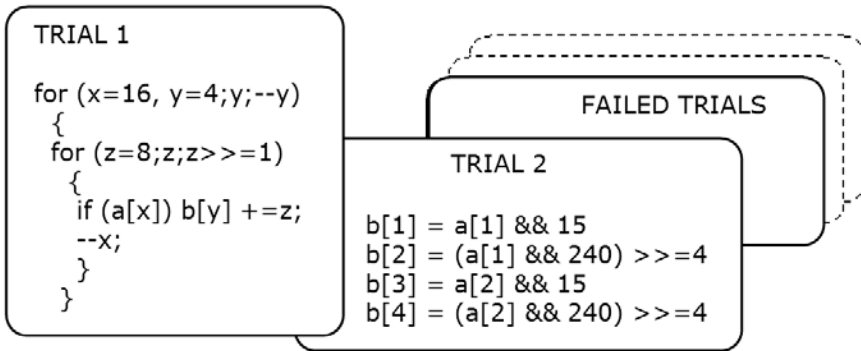 TRIAL 1
for (x=16, y=4;y;--y)
{
for (z=8;z;z>>=1)
{
if (a[x]) b[y] +=z;
--x;
}
}
FAILED TRIALS
TRIAL 2
b[1] = a[1] && 15
b[2] = (a[1] && 240) >>=4
b[3] = a[2] && 15
b[4] = (a[2] && 240) >>=4